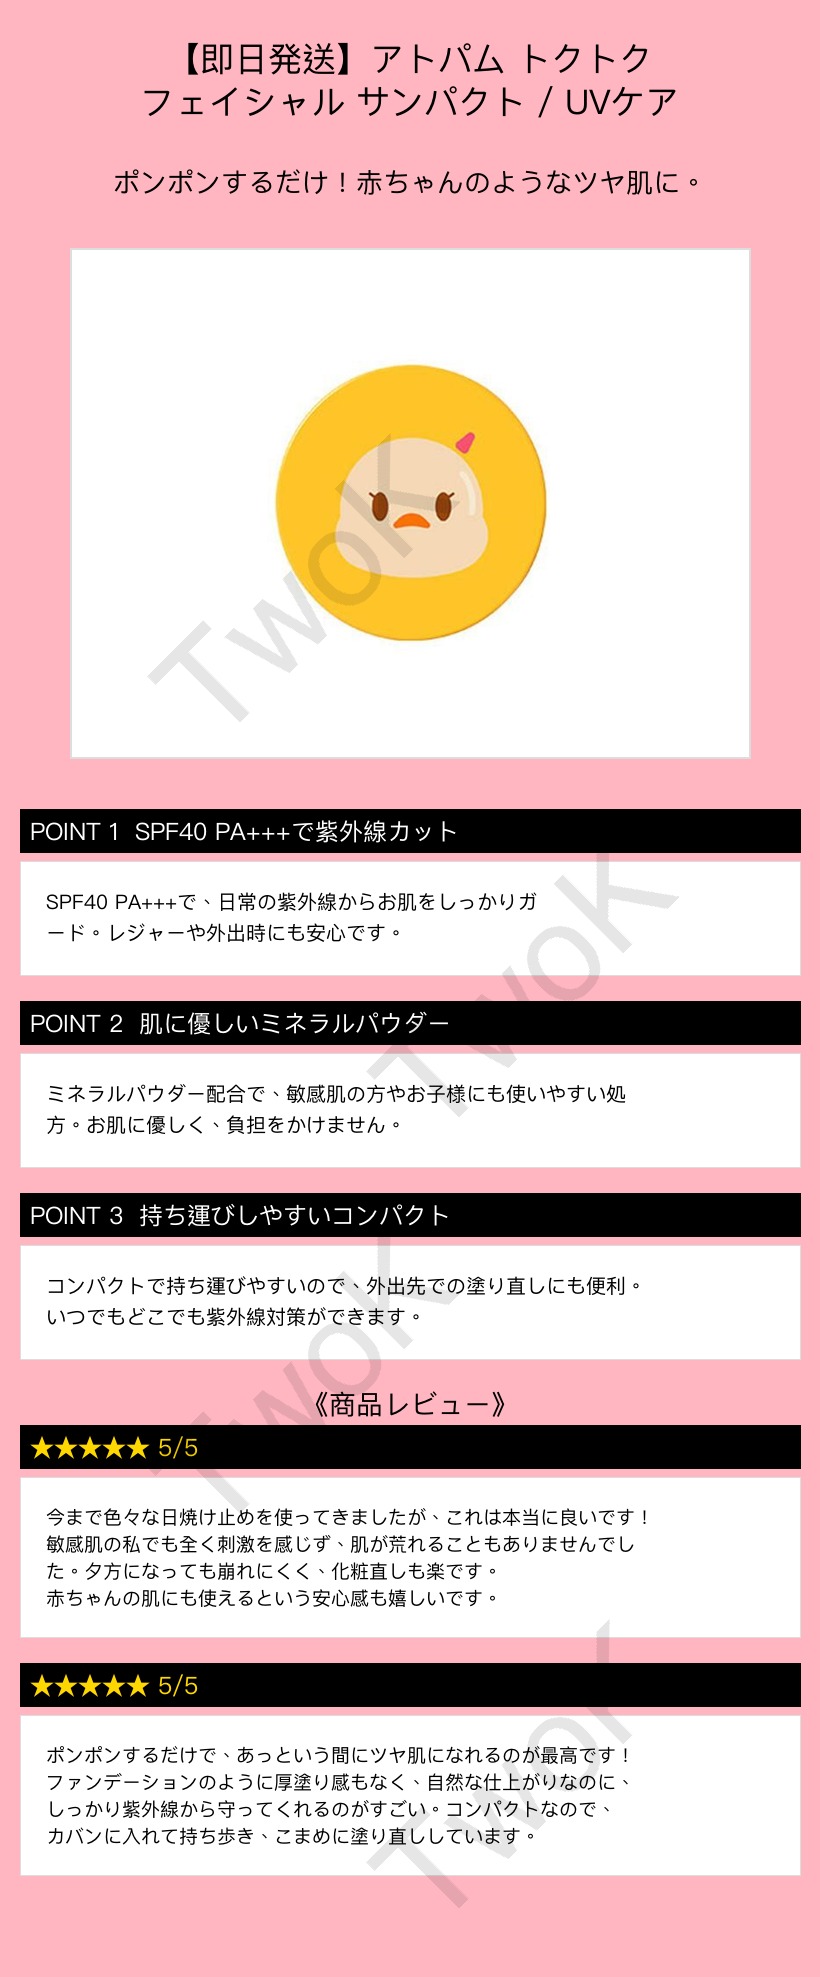 【即日発送】アトパム トクトク
フェイシャル サンパクト / UVケア
ポンポンするだけ！赤ちゃんのようなツヤ肌に。
TwoK
POINT 1 SPF40 PA+++で紫外線カット
SPF40 PA+++で、日常の紫外線からお肌をしっかりガ
ード。レジャーや外出時にも安心です。
TwoK
POINT 2 肌に優しいミネラルパウダー
ミネラルパウダー配合で、敏感肌の方やお子様にも使いやすい処
方。お肌に優しく、負担をかけません。
POINT 3 持ち運びしやすいコンパクト
コンパクトで持ち運びやすいので、外出先での塗り直しにも便利。
いつでもどこでも紫外線対策ができます。
TwoK
《商品レビュー》
★★★★★ 5/5
今まで色々な日焼け止めを使ってきましたが、これは本当に良いです！
敏感肌の私でも全く刺激を感じず、肌が荒れることもありませんでし
た。夕方になっても崩れにくく、化粧直しも楽です。
赤ちゃんの肌にも使えるという安心感も嬉しいです。
★★★★★ 5/5
ポンポンするだけで、あっという間にツヤ肌になれるのが最高です！
ファンデーションのように厚塗り感もなく、自然な仕上がりなのに、
しっかり紫外線から守ってくれるのがすごい。コンパクトなので、
カバンに入れて持ち歩き、こまめに塗り直ししています。
TwoK